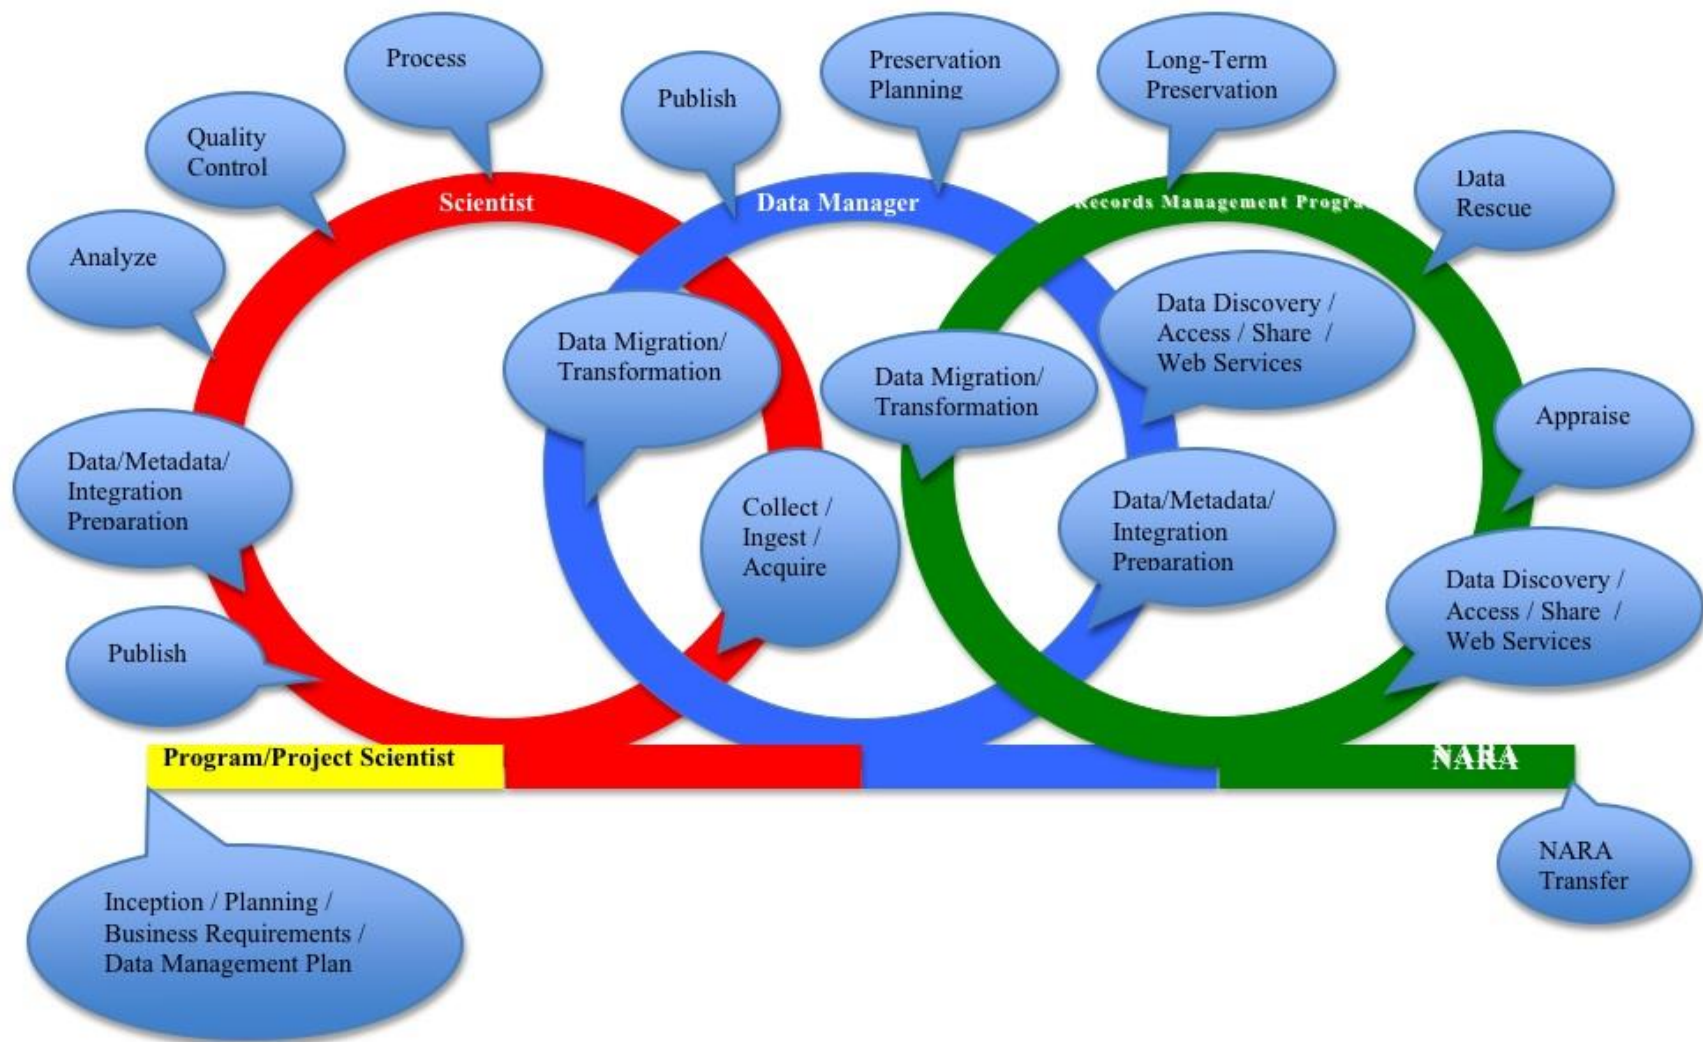 Process
Publish
Preservation
Planning
Long-Term
Preservation
Quality
Control
Data
Rescue
Scientist
Data Manager
Records Management
Analyze
Data Migration/
Transformation
Data Discovery /
Access / Share /
Web Services
Data Migration/
Transformation
Appraise
Data/Metadata/
Integration
Preparation
Collect /
Ingest /
Acquire
Data/Metadata/
Integration
Preparation
Data Discovery /
Access / Share /
Web Services
Publish
Program/Project Scientist
NARA
NARA
Transfer
Inception / Planning /
Business Requirements /
Data Management Plan